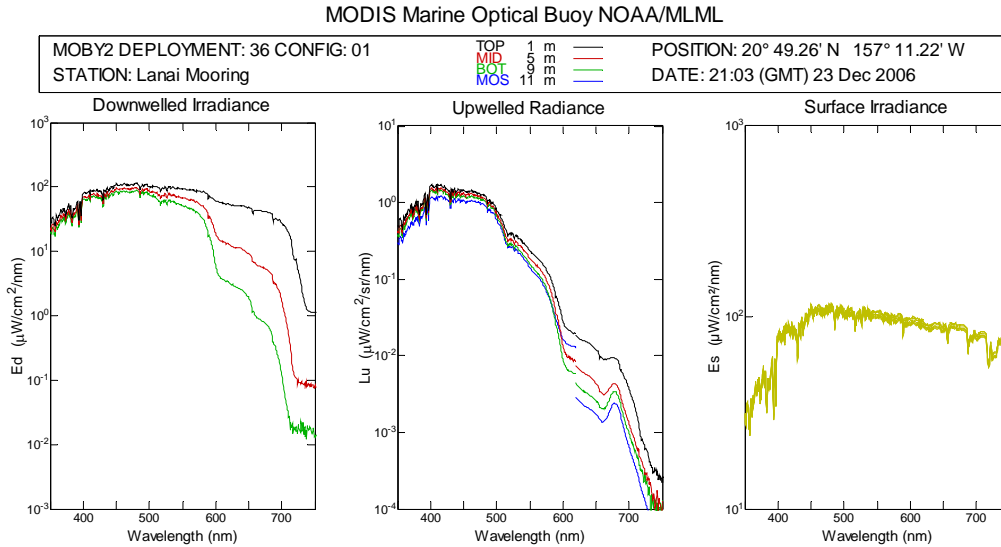 MODIS Marine Optical Buoy NOAA/MLML
MOBY2 DEPLOYMENT: 36 CONFIG: 01
STATION: Lanai Mooring
TOP 1 m
MID 5 m
BOT 9 m
MOS 11 m
POSITION: 20° 49.26' N 157° 11.22' W
DATE: 21:03 (GMT) 23 Dec 2006
Downwelled Irradiance
10³
10²
10¹
10⁰
10⁻¹
10⁻²
10⁻³
Ed (µW/cm²/nm)
400 500 600 700
Wavelength (nm)
Upwelled Radiance
10¹
10⁰
10⁻¹
10⁻²
10⁻³
10⁻⁴
Lu (µW/cm²/sr/nm)
400 500 600 700
Wavelength (nm)
Surface Irradiance
10³
10²
10¹
Es (µW/cm²/nm)
400 500 600 700
Wavelength (nm)